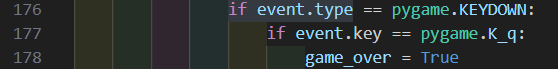 176 if event.type == pygame.KEYDOWN:
177 if event.key == pygame.K_q:
178 game_over = True